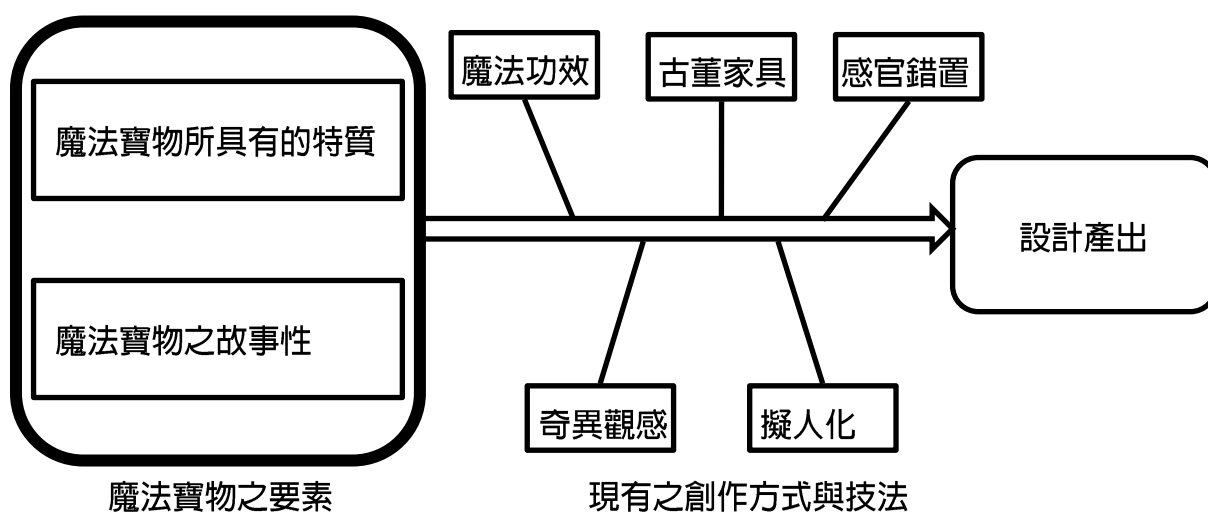 魔法寶物所具有的特質
魔法寶物之故事性
魔法寶物之要素
魔法功效
古董家具
感官錯置
奇異觀感
擬人化
現有之創作方式與技法
設計產出